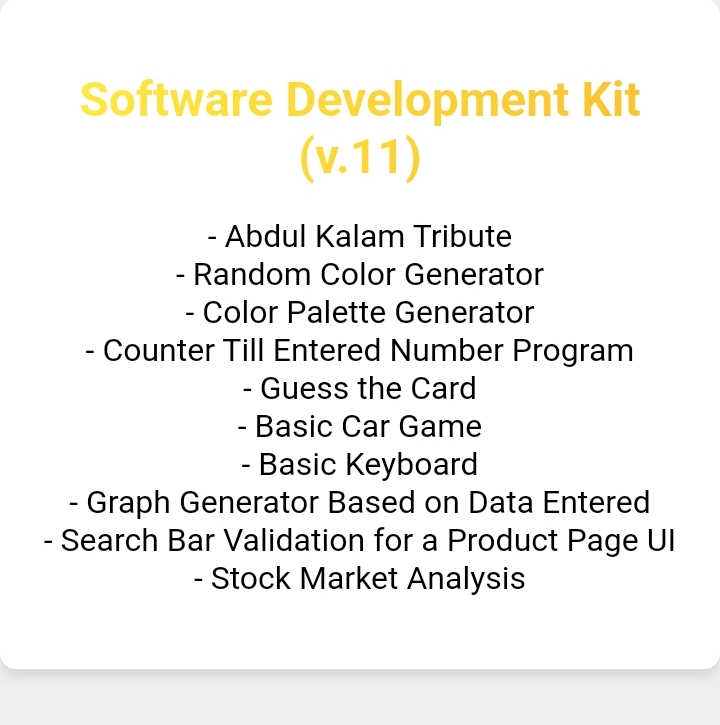 Software Development Kit
(v.11)
- Abdul Kalam Tribute
- Random Color Generator
- Color Palette Generator
- Counter Till Entered Number Program
- Guess the Card
- Basic Car Game
- Basic Keyboard
- Graph Generator Based on Data Entered
- Search Bar Validation for a Product Page UI
- Stock Market Analysis